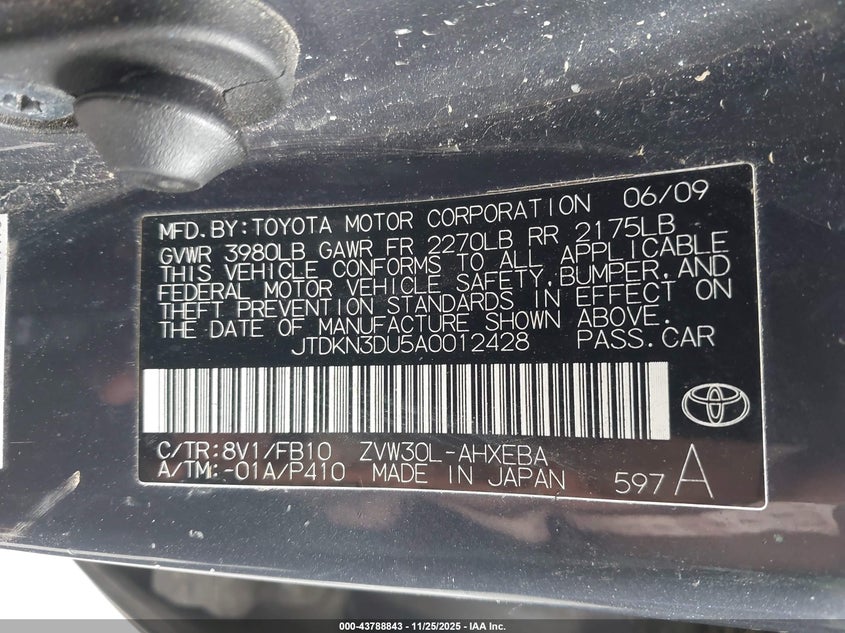 MFD. BY: TOYOTA MOTOR CORPORATION 06/09
GVWR 3980LB GAWR FR 2270LB RR 2175LB
THIS VEHICLE CONFORMS TO ALL APPLICABLE
FEDERAL MOTOR VEHICLE SAFETY, BUMPER, AND
THEFT PREVENTION STANDARDS IN EFFECT ON
THE DATE OF MANUFACTURE SHOWN ABOVE.
JTDKN3DU5A0012428 PASS. CAR
C/TR: 8V1/FB10 ZVW30L-AHXEBA
A/TM: -01A/P410 MADE IN JAPAN 597 A
000-43788843 - 11/25/2025 - IAA Inc.